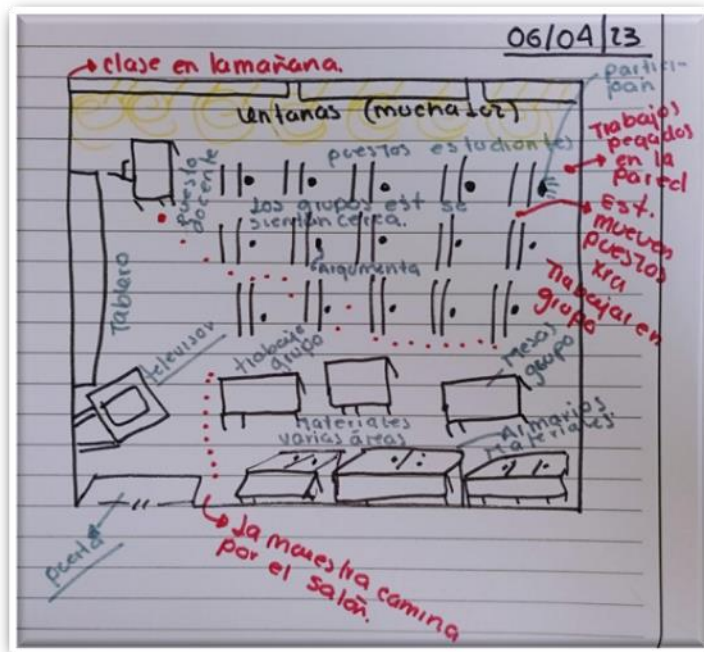 06/04/23
clase en la mañana.
partici-
pan
ventanas (mucha luz)
Trabajos
pegados
en la
pared
puestos estudiantes
puesto
docente
Los grupos est se
sientan cerca.
Est.
mueven
puestos
xra
Trabajar en
grupo
Argumenta
Tablero
televisor
trabajo
grupo
Mesas
grupo
Materiales
varias áreas
Armarios
Materiales.
puerta
La maestra camina
por el salón.